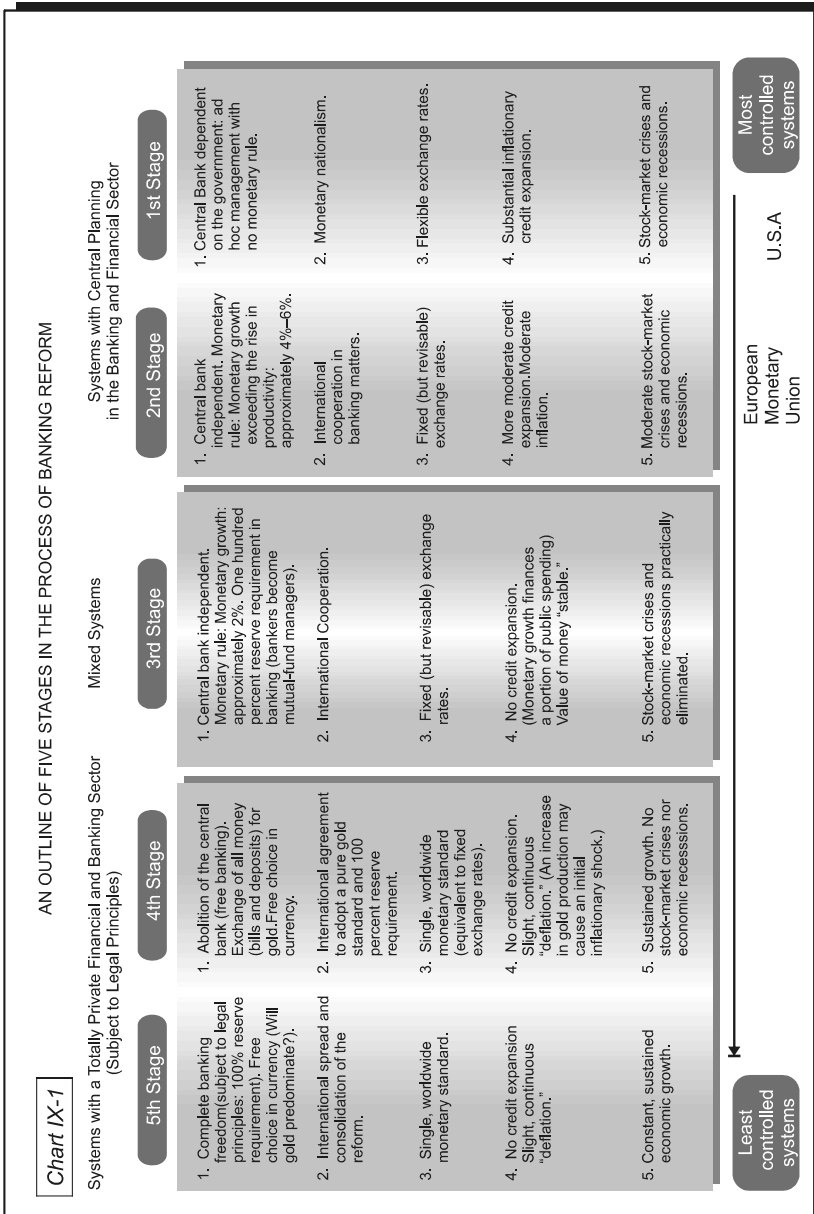 Chart IX-1
AN OUTLINE OF FIVE STAGES IN THE PROCESS OF BANKING REFORM
Systems with a Totally Private Financial and Banking Sector
(Subject to Legal Principles)
Mixed Systems
Systems with Central Planning
in the Banking and Financial Sector
5th Stage
1. Complete banking
freedom(subject to legal
principles: 100% reserve
requirement). Free
choice in currency (Will
gold predominate?).
2. International spread and
consolidation of the
reform.
3. Single, worldwide
monetary standard.
4. No credit expansion
Slight, continuous
“deflation.”
5. Constant, sustained
economic growth.
4th Stage
1. Abolition of the central
bank (free banking).
Exchange of all money
(bills and deposits) for
gold.Free choice in
currency.
2. International agreement
to adopt a pure gold
standard and 100
percent reserve
requirement.
3. Single, worldwide
monetary standard
(equivalent to fixed
exchange rates).
4. No credit expansion.
Slight, continuous
“deflation.” (An increase
in gold production may
cause an initial
inflationary shock.)
5. Sustained growth. No
stock-market crises nor
economic recesssions.
3rd Stage
1. Central bank independent.
Monetary rule: Monetary growth:
approximately 2%. One hundred
percent reserve requirement in
banking (bankers become
mutual-fund managers).
2. International Cooperation.
3. Fixed (but revisable) exchange
rates.
4. No credit expansion.
(Monetary growth finances
a portion of public spending)
Value of money “stable.”
5. Stock-market crises and
economic recessions practically
eliminated.
2nd Stage
1. Central bank
independent. Monetary
rule: Monetary growth
exceeding the rise in
productivity:
approximately 4%–6%.
2. International
cooperation in
banking matters.
3. Fixed (but revisable)
exchange rates.
4. More moderate credit
expansion.Moderate
inflation.
5. Moderate stock-market
crises and economic
recessions.
1st Stage
1. Central Bank dependent
on the government: ad
hoc management with
no monetary rule.
2. Monetary nationalism.
3. Flexible exchange rates.
4. Substantial inflationary
credit expansion.
5. Stock-market crises and
economic recessions.
Least
controlled
systems
European
Monetary
Union
U.S.A
Most
controlled
systems